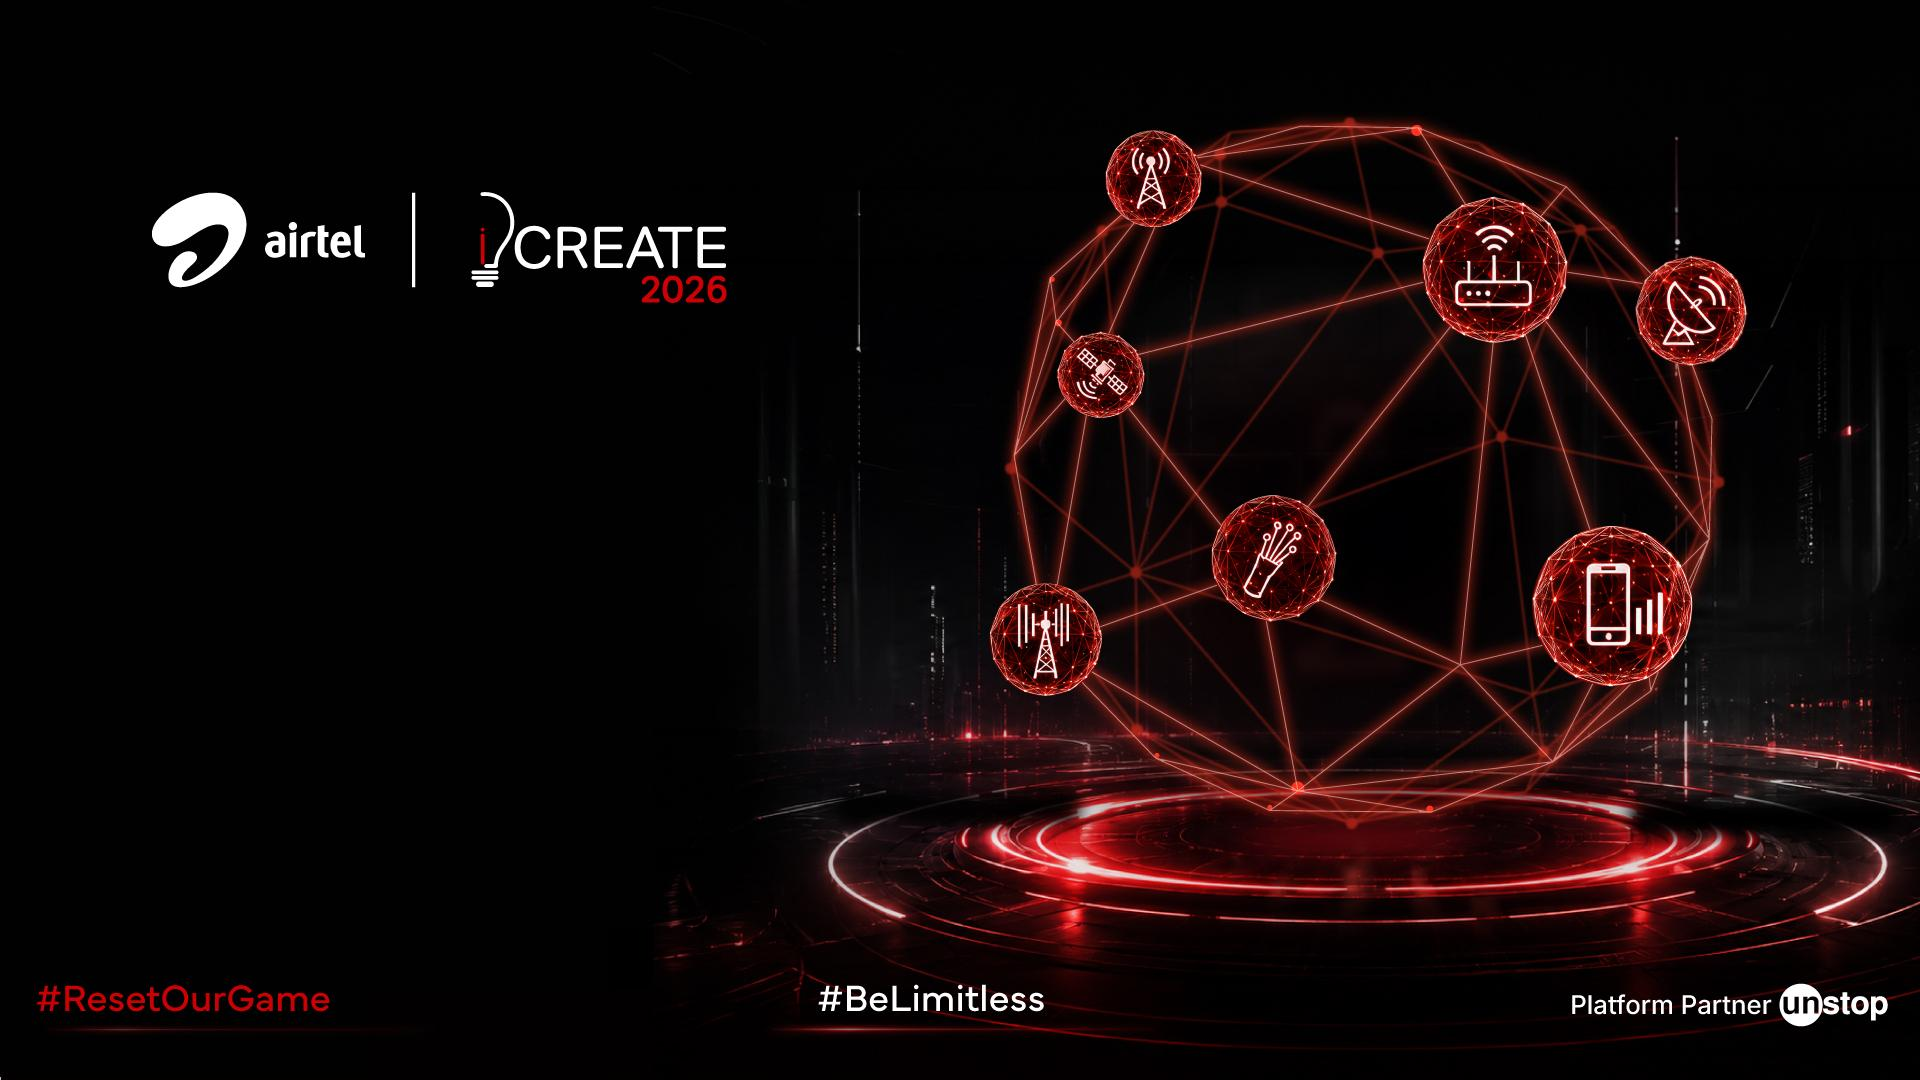 airtel
iCREATE
2026
#ResetOurGame
#BeLimitless
Platform Partner unstop